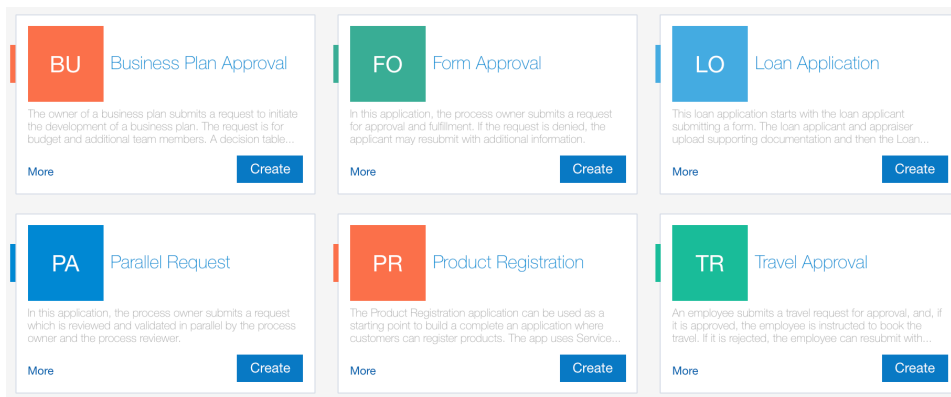 BU
Business Plan Approval
The owner of a business plan submits a request to initiate
the development of a business plan. The request is for
budget and additional team members. A decision table...
More
Create
FO
Form Approval
In this application, the process owner submits a request
for approval and fulfillment. If the request is denied, the
applicant may resubmit with additional information.
More
Create
LO
Loan Application
This loan application starts with the loan applicant
submitting a form. The loan applicant and appraiser
upload supporting documentation and then the Loan...
More
Create
PA
Parallel Request
In this application, the process owner submits a request
which is reviewed and validated in parallel by the process
owner and the process reviewer.
More
Create
PR
Product Registration
The Product Registration application can be used as a
starting point to build a complete an application where
customers can register products. The app uses Service...
More
Create
TR
Travel Approval
An employee submits a travel request for approval, and, if
it is approved, the employee is instructed to book the
travel. If it is rejected, the employee can resubmit with...
More
Create